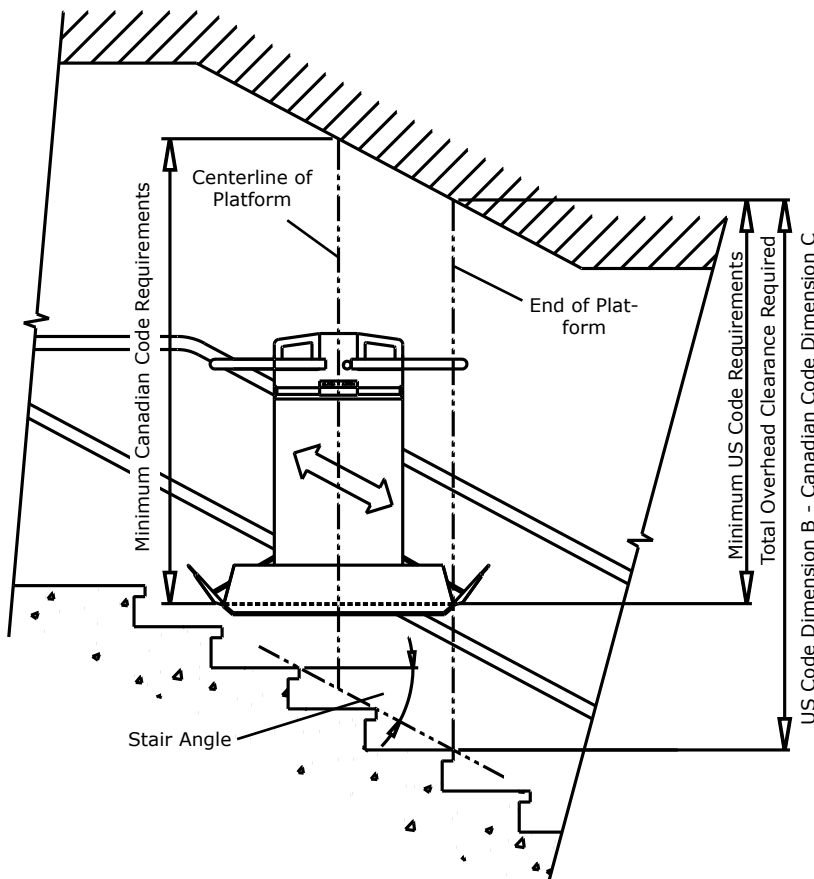 Centerline of
Platform
Minimum Canadian Code Requirements
End of Plat-
form
Minimum US Code Requirements
Total Overhead Clearance Required
US Code Dimension B - Canadian Code Dimension C
Stair Angle